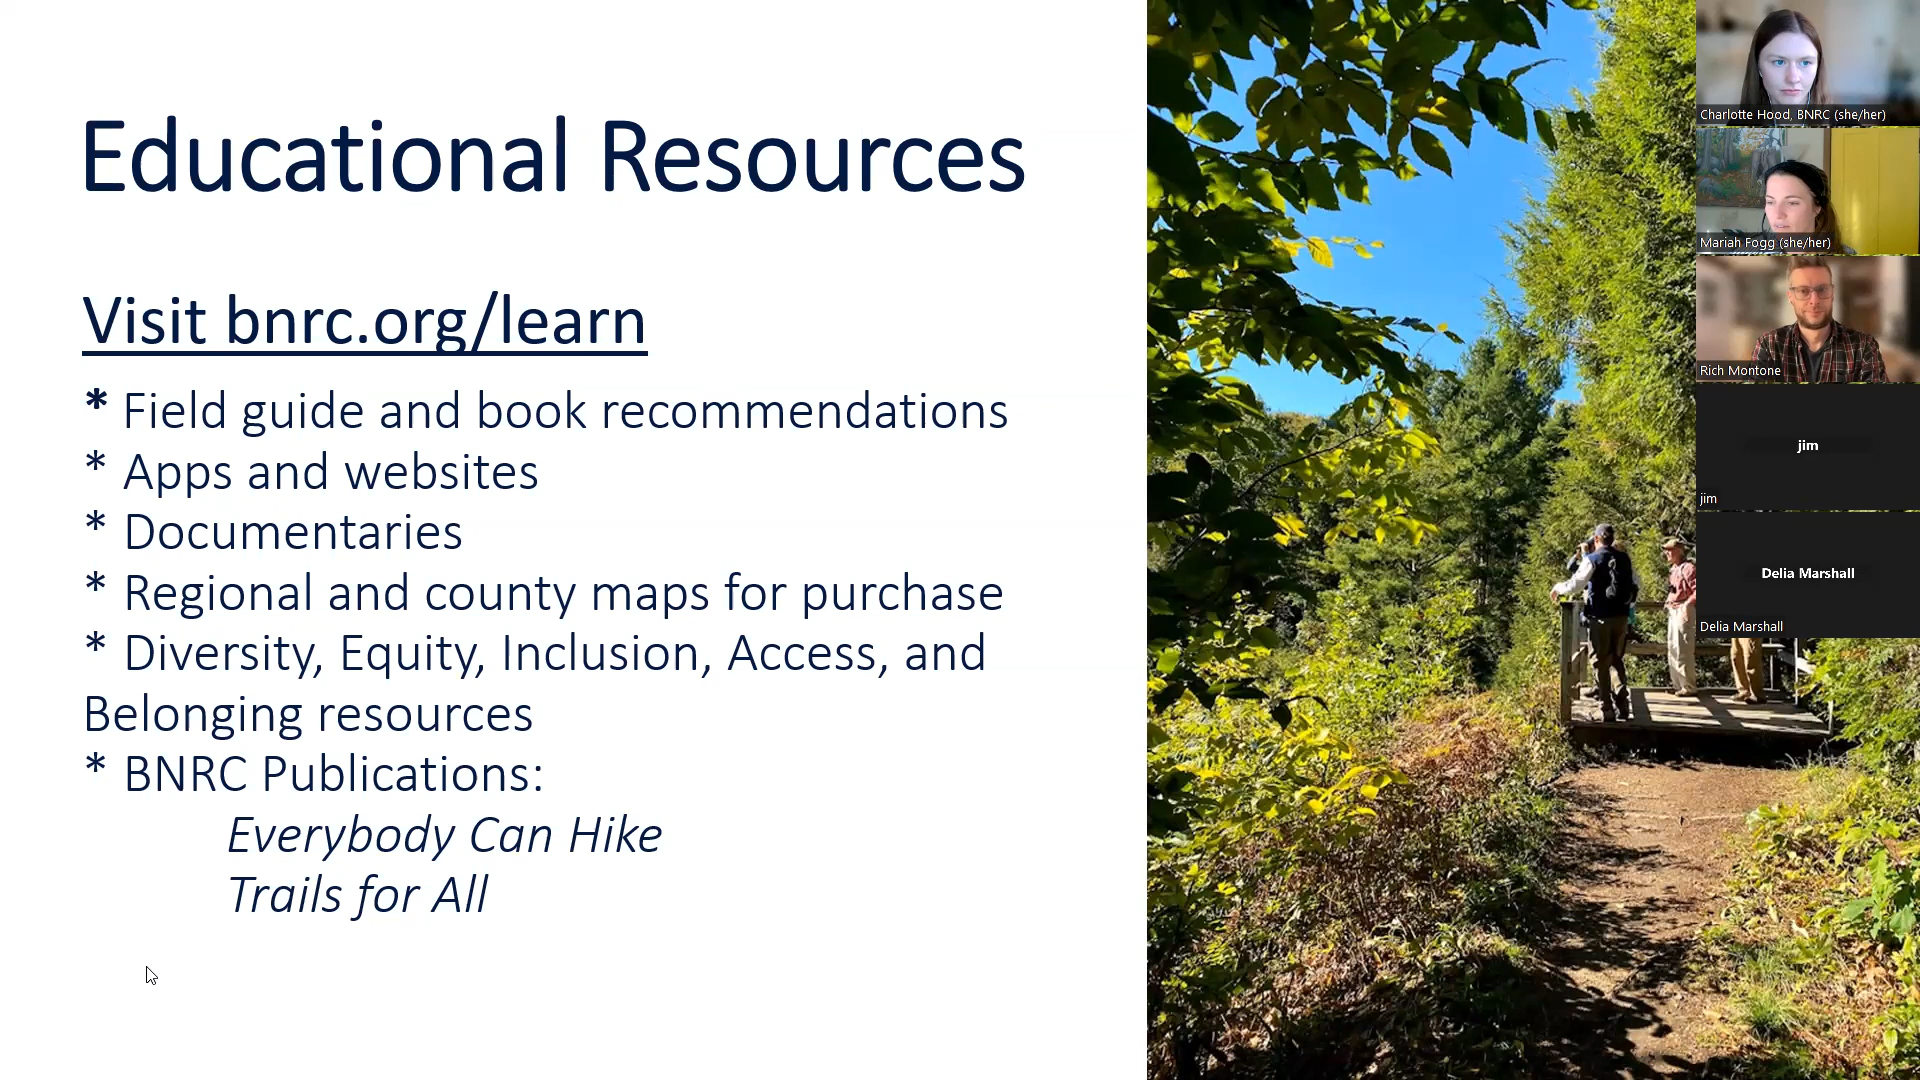 Educational Resources
Visit bnrc.org/learn
* Field guide and book recommendations
* Apps and websites
* Documentaries
* Regional and county maps for purchase
* Diversity, Equity, Inclusion, Access, and
Belonging resources
* BNRC Publications:
Everybody Can Hike
Trails for All
Charlotte Hood, BNRC (she/her)
Mariah Fogg (she/her)
Rich Montone
jim
jim
Delia Marshall
Delia Marshall